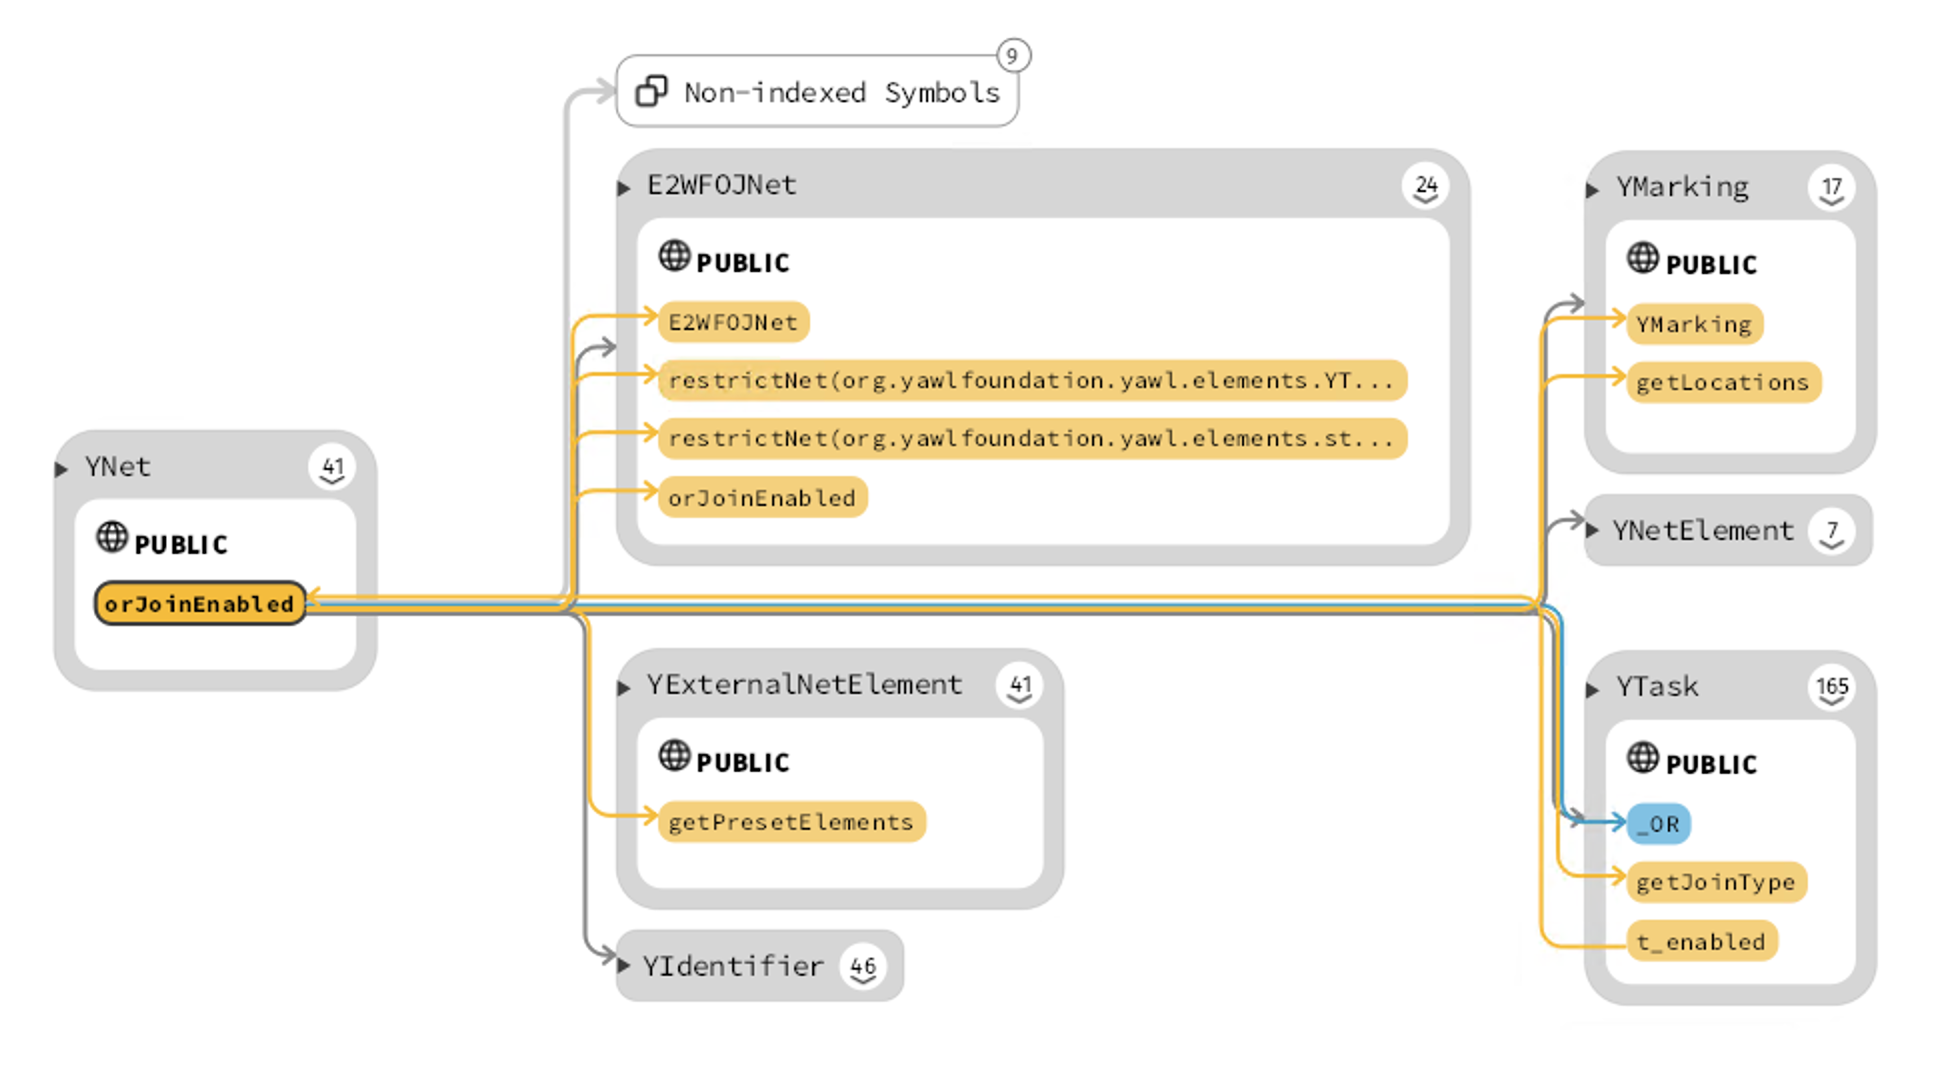 9
Non-indexed Symbols
E2WFOJNet
24
PUBLIC
E2WFOJNet
restrictNet(org.yawlfoundation.yawl.elements.YT...
restrictNet(org.yawlfoundation.yawl.elements.st...
orJoinEnabled
YMarking
17
PUBLIC
YMarking
getLocations
YNet
41
PUBLIC
orJoinEnabled
YNetElement
7
YExternalNetElement
41
PUBLIC
getPresetElements
YTask
165
PUBLIC
_OR
getJoinType
t_enabled
YIdentifier
46